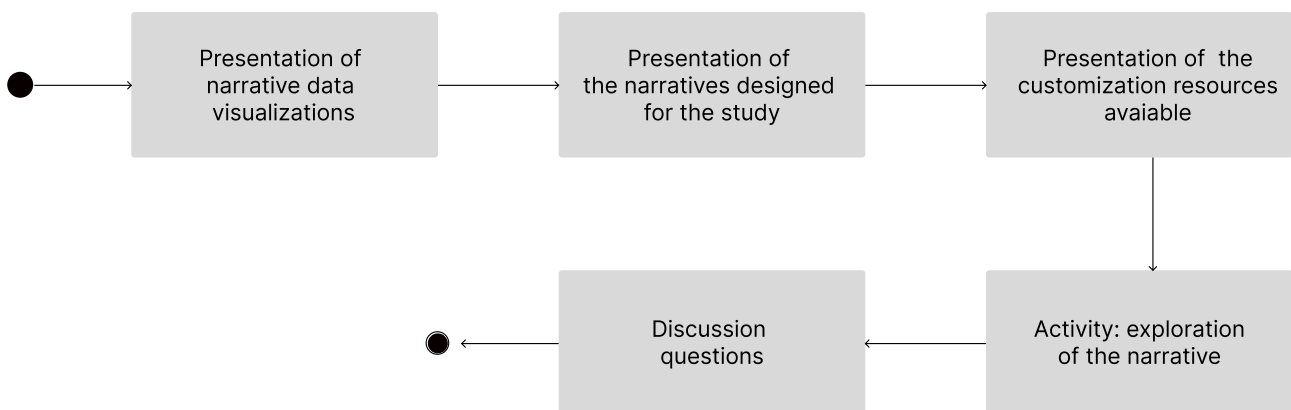 Presentation of
narrative data
visualizations
Presentation of
the narratives designed
for the study
Presentation of  the
customization resources
avaiable
Activity: exploration
of the narrative
Discussion
questions